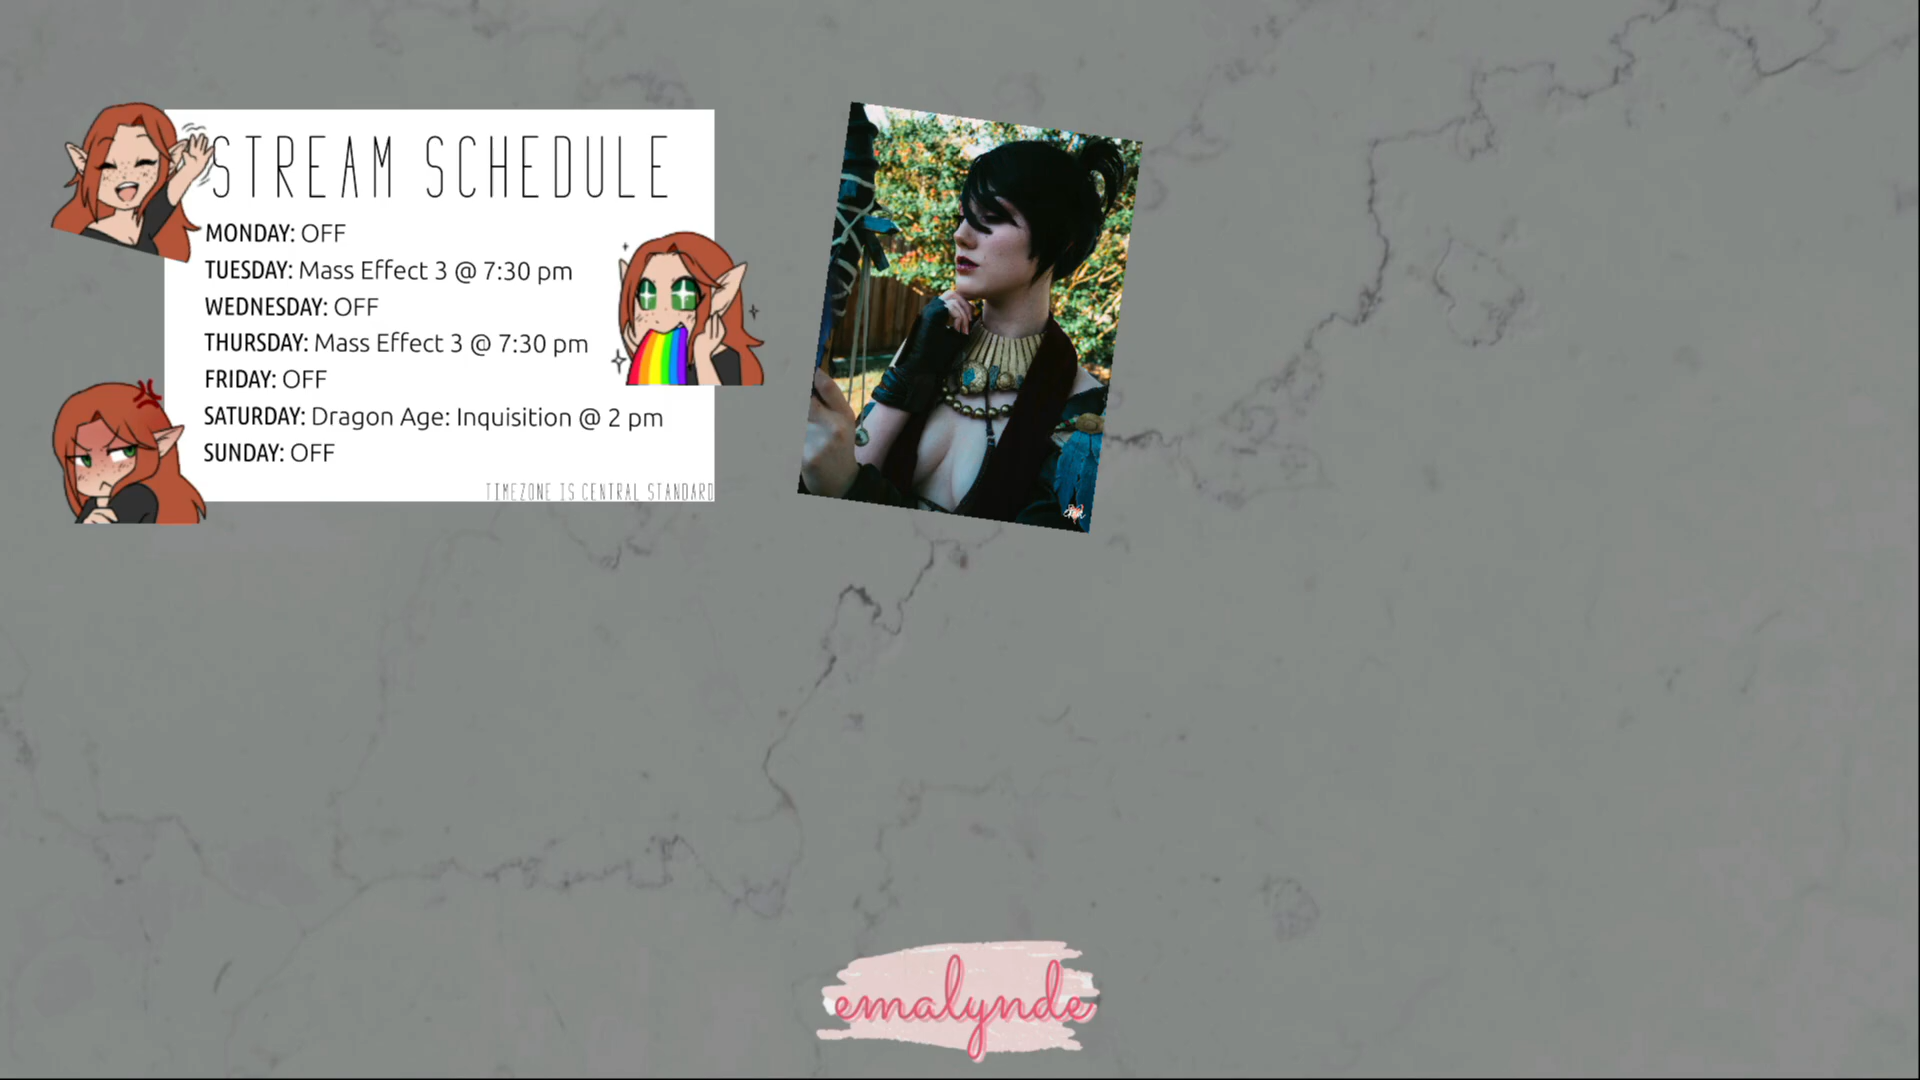 STREAM SCHEDULE
MONDAY: OFF
TUESDAY: Mass Effect 3 @ 7:30 pm
WEDNESDAY: OFF
THURSDAY: Mass Effect 3 @ 7:30 pm
FRIDAY: OFF
SATURDAY: Dragon Age: Inquisition @ 2 pm
SUNDAY: OFF
TIMEZONE IS CENTRAL STANDARD
emalynde